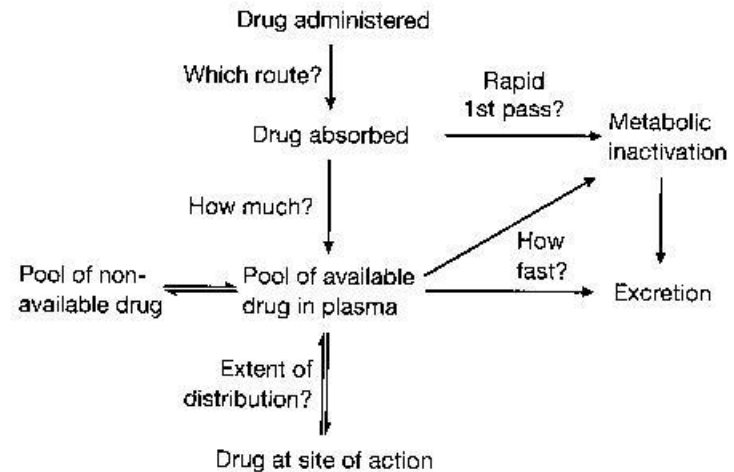 Drug administered
Which route?
Rapid
1st pass?
Drug absorbed
Metabolic
inactivation
How much?
How
fast?
Pool of non-
available drug
Pool of available
drug in plasma
Excretion
Extent of
distribution?
Drug at site of action